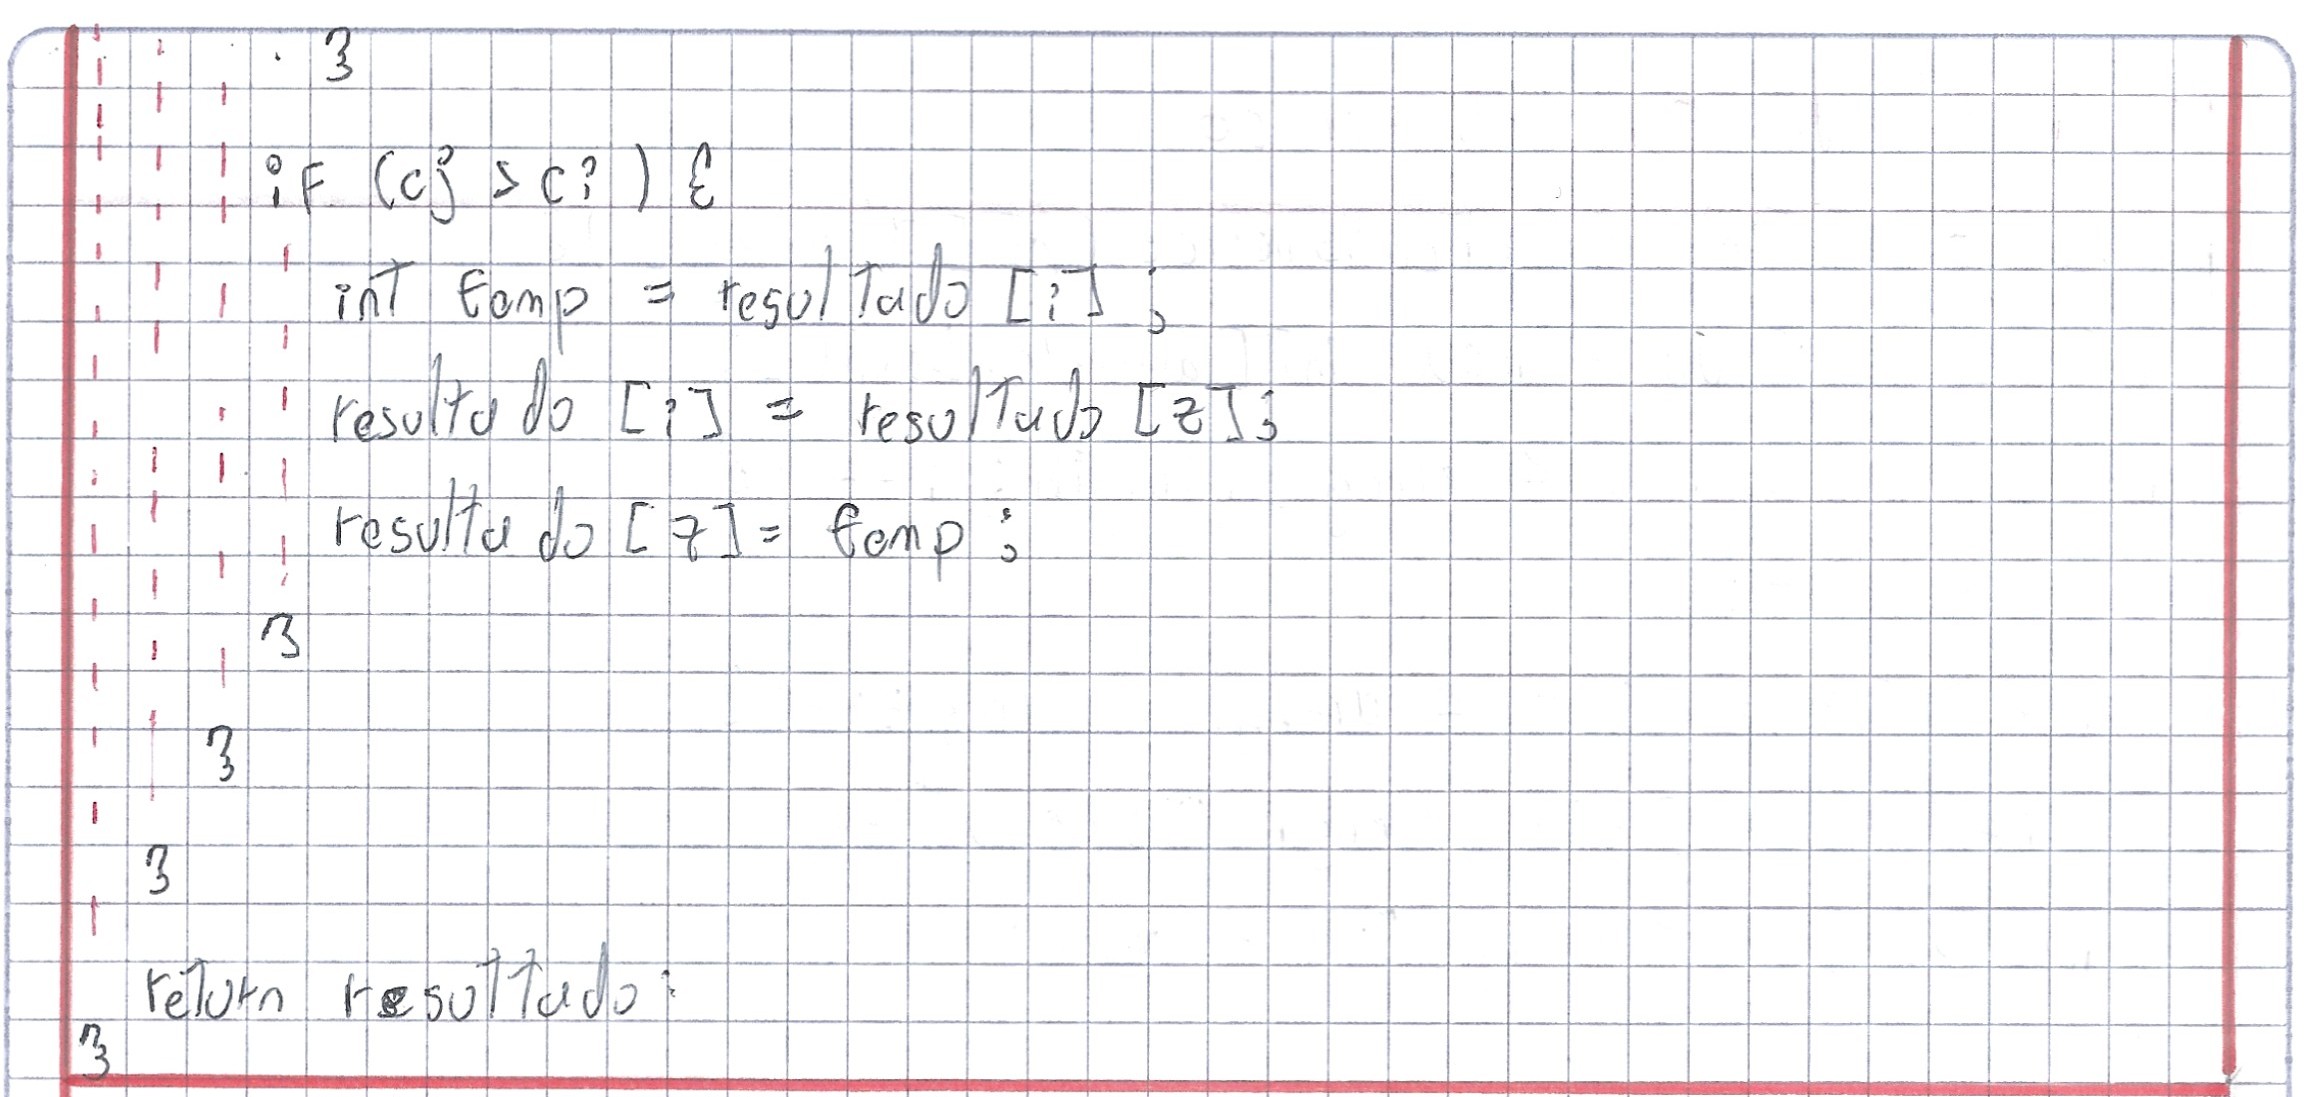 }
if (cj > ci) {
int temp = resultado [i] ;
resultado [i] = resultado [z];
resultado [z] = temp ;
}
}
}
return resultado;
}